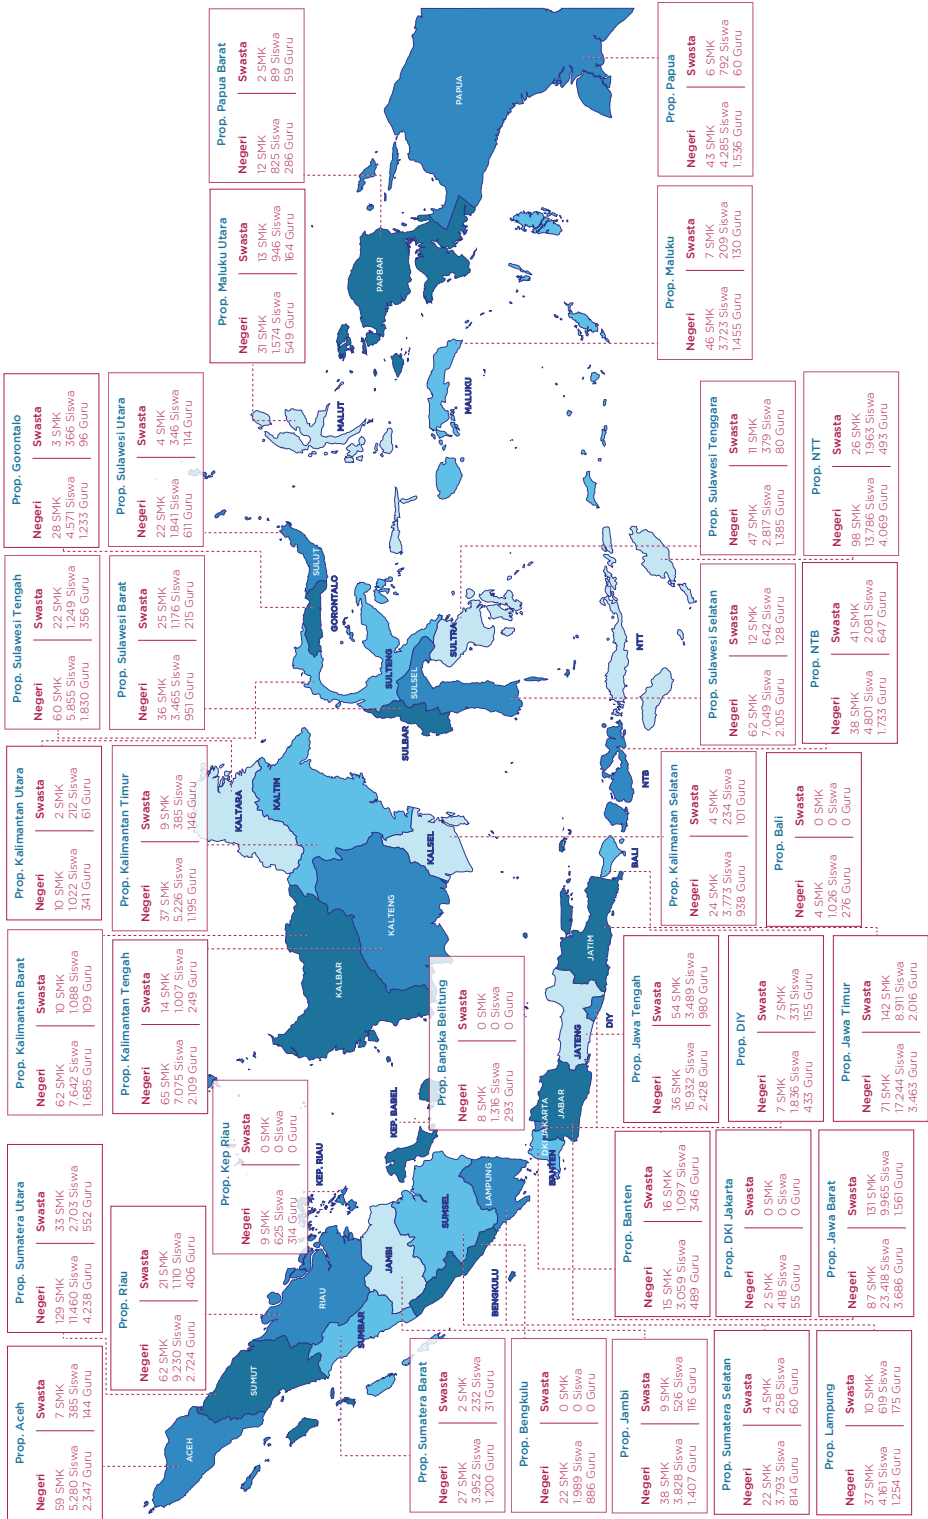 Prop. Aceh
Negeri Swasta
59 SMK 7 SMK
5.280 Siswa 385 Siswa
2.347 Guru 144 Guru
Prop. Sumatera Utara
Negeri Swasta
129 SMK 33 SMK
11.460 Siswa 2.703 Siswa
4.238 Guru 552 Guru
Prop. Riau
Negeri Swasta
62 SMK 21 SMK
9.230 Siswa 1.110 Siswa
2.724 Guru 406 Guru
Prop. Kep Riau
Negeri Swasta
9 SMK 0 SMK
625 Siswa 0 Siswa
314 Guru 0 Guru
Prop. Kalimantan Barat
Negeri Swasta
62 SMK 10 SMK
7.642 Siswa 1.088 Siswa
1.685 Guru 109 Guru
Prop. Kalimantan Tengah
Negeri Swasta
65 SMK 14 SMK
7.075 Siswa 1.007 Siswa
2.109 Guru 249 Guru
Prop. Kalimantan Utara
Negeri Swasta
10 SMK 2 SMK
1.022 Siswa 212 Siswa
341 Guru 61 Guru
Prop. Kalimantan Timur
Negeri Swasta
37 SMK 9 SMK
5.226 Siswa 385 Siswa
1.195 Guru 146 Guru
Prop. Sulawesi Tengah
Negeri Swasta
60 SMK 22 SMK
5.855 Siswa 1.249 Siswa
1.830 Guru 356 Guru
Prop. Sulawesi Barat
Negeri Swasta
36 SMK 25 SMK
3.465 Siswa 1.176 Siswa
951 Guru 215 Guru
Prop. Gorontalo
Negeri Swasta
28 SMK 3 SMK
4.571 Siswa 366 Siswa
1.233 Guru 96 Guru
Prop. Sulawesi Utara
Negeri Swasta
22 SMK 4 SMK
1.841 Siswa 346 Siswa
611 Guru 114 Guru
Prop. Maluku Utara
Negeri Swasta
31 SMK 13 SMK
1.574 Siswa 946 Siswa
549 Guru 164 Guru
Prop. Papua Barat
Negeri Swasta
12 SMK 2 SMK
825 Siswa 89 Siswa
286 Guru 59 Guru
ACEH
SUMUT
RIAU
SUMBAR
KEP. RIAU
JAMBI
SUMSEL
BENGKULU
LAMPUNG
KEP. BABEL
BANTEN
DKI JAKARTA
JABAR
JATENG
DIY
JATIM
BALI
NTB
NTT
KALBAR
KALTENG
KALSEL
KALTIM
KALTARA
SULBAR
SULSEL
SULTENG
SULTRA
GORONTALO
SULUT
MALUT
MALUKU
PAPBAR
PAPUA
Prop. Bangka Belitung
Negeri Swasta
8 SMK 0 SMK
1.316 Siswa 0 Siswa
293 Guru 0 Guru
Prop. Sumatera Barat
Negeri Swasta
27 SMK 2 SMK
3.952 Siswa 232 Siswa
1.200 Guru 31 Guru
Prop. Bengkulu
Negeri Swasta
22 SMK 0 SMK
1.989 Siswa 0 Siswa
886 Guru 0 Guru
Prop. Jambi
Negeri Swasta
38 SMK 9 SMK
3.828 Siswa 526 Siswa
1.407 Guru 116 Guru
Prop. Sumatera Selatan
Negeri Swasta
22 SMK 4 SMK
3.793 Siswa 258 Siswa
814 Guru 60 Guru
Prop. Lampung
Negeri Swasta
37 SMK 10 SMK
4.161 Siswa 619 Siswa
1.254 Guru 175 Guru
Prop. Banten
Negeri Swasta
15 SMK 16 SMK
3.059 Siswa 1.097 Siswa
489 Guru 346 Guru
Prop. DKI Jakarta
Negeri Swasta
2 SMK 0 SMK
418 Siswa 0 Siswa
55 Guru 0 Guru
Prop. Jawa Barat
Negeri Swasta
87 SMK 131 SMK
23.418 Siswa 9.965 Siswa
3.686 Guru 1.561 Guru
Prop. Jawa Tengah
Negeri Swasta
36 SMK 54 SMK
15.932 Siswa 3.489 Siswa
2.428 Guru 980 Guru
Prop. DIY
Negeri Swasta
7 SMK 7 SMK
1.836 Siswa 331 Siswa
433 Guru 155 Guru
Prop. Jawa Timur
Negeri Swasta
71 SMK 142 SMK
17.244 Siswa 8.911 Siswa
3.463 Guru 2.016 Guru
Prop. Kalimantan Selatan
Negeri Swasta
24 SMK 4 SMK
3.773 Siswa 234 Siswa
938 Guru 101 Guru
Prop. Bali
Negeri Swasta
4 SMK 0 SMK
1.026 Siswa 0 Siswa
276 Guru 0 Guru
Prop. Sulawesi Selatan
Negeri Swasta
62 SMK 12 SMK
7.049 Siswa 642 Siswa
2.105 Guru 128 Guru
Prop. NTB
Negeri Swasta
38 SMK 41 SMK
4.801 Siswa 2.081 Siswa
1.733 Guru 647 Guru
Prop. Sulawesi Tenggara
Negeri Swasta
47 SMK 11 SMK
2.817 Siswa 379 Siswa
1.385 Guru 80 Guru
Prop. NTT
Negeri Swasta
98 SMK 26 SMK
13.786 Siswa 1.963 Siswa
4.069 Guru 493 Guru
Prop. Maluku
Negeri Swasta
46 SMK 7 SMK
3.723 Siswa 209 Siswa
1.455 Guru 130 Guru
Prop. Papua
Negeri Swasta
43 SMK 6 SMK
4.285 Siswa 792 Siswa
1.536 Guru 60 Guru